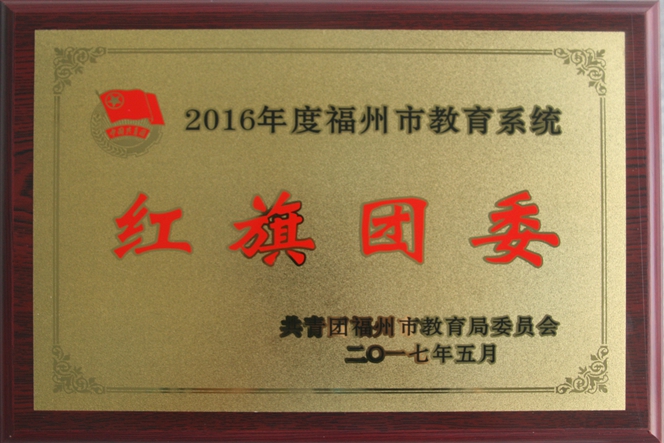 2016年度福州市教育系统
红旗团委
共青团福州市教育局委员会
二〇一七年五月